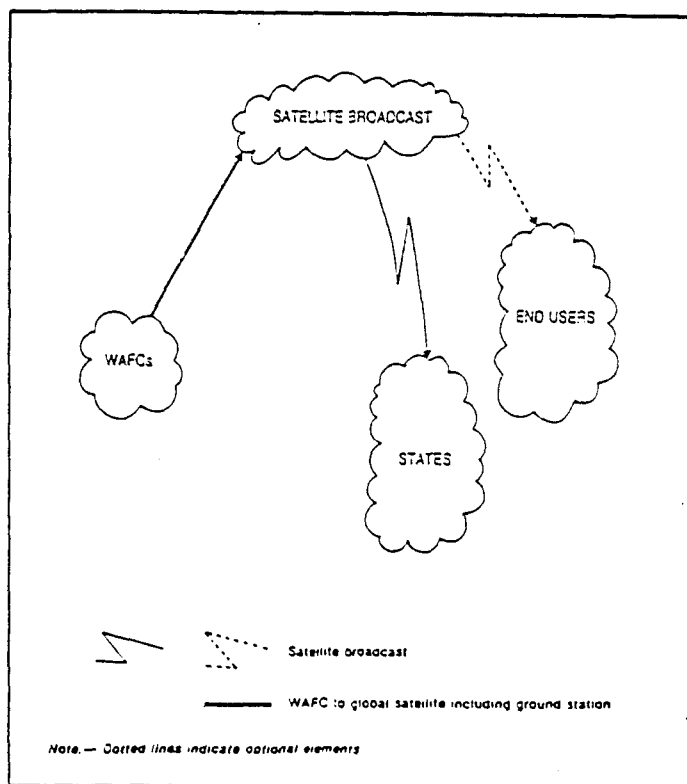 SATELLITE BROADCAST
END USERS
WAFCs
STATES
Satellite broadcast
WAFC to global satellite including ground station
Note.— Dotted lines indicate optional elements